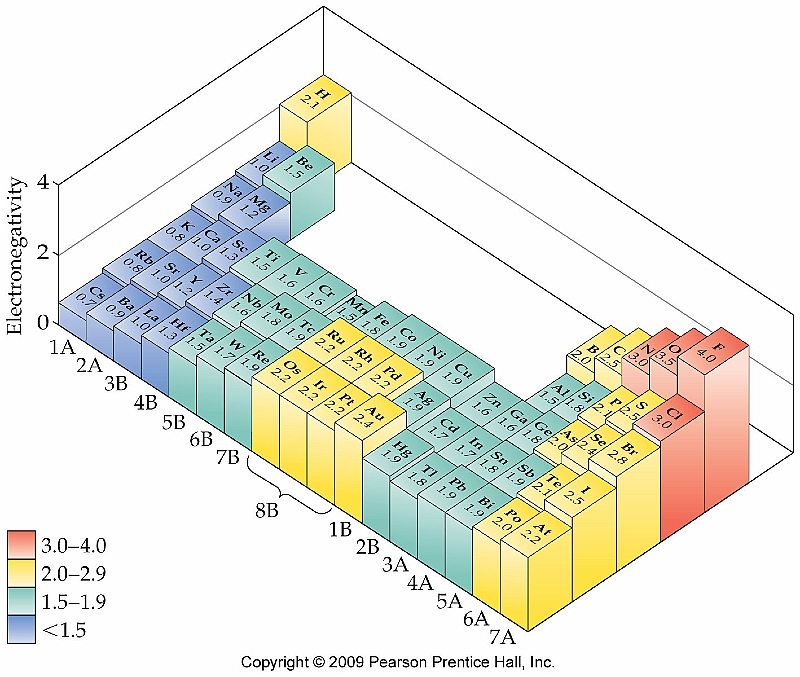 Electronegativity
4
2
0
H
2.1
Li
1.0
Be
1.5
Na
0.9
Mg
1.2
K
0.8
Ca
1.0
Sc
1.3
Ti
1.5
V
1.6
Cr
1.6
Mn
1.5
Fe
1.8
Co
1.9
Ni
1.9
Cu
1.9
Zn
1.6
Ga
1.6
Ge
1.8
As
2.0
Se
2.4
Br
2.8
B
2.0
C
2.5
N
3.0
O
3.5
F
4.0
Al
1.5
Si
1.8
P
2.1
S
2.5
Cl
3.0
Rb
0.8
Sr
1.0
Y
1.2
Zr
1.4
Nb
1.6
Mo
1.8
Tc
1.9
Ru
2.2
Rh
2.2
Pd
2.2
Ag
1.9
Cd
1.7
In
1.7
Sn
1.8
Sb
1.9
Te
2.1
I
2.5
Cs
0.7
Ba
0.9
La
1.0
Hf
1.3
Ta
1.5
W
1.7
Re
1.9
Os
2.2
Ir
2.2
Pt
2.2
Au
2.4
Hg
1.9
Tl
1.8
Pb
1.9
Bi
1.9
Po
2.0
At
2.2
1A
2A
3B
4B
5B
6B
7B
8B
1B
2B
3A
4A
5A
6A
7A
3.0–4.0
2.0–2.9
1.5–1.9
<1.5
Copyright © 2009 Pearson Prentice Hall, Inc.